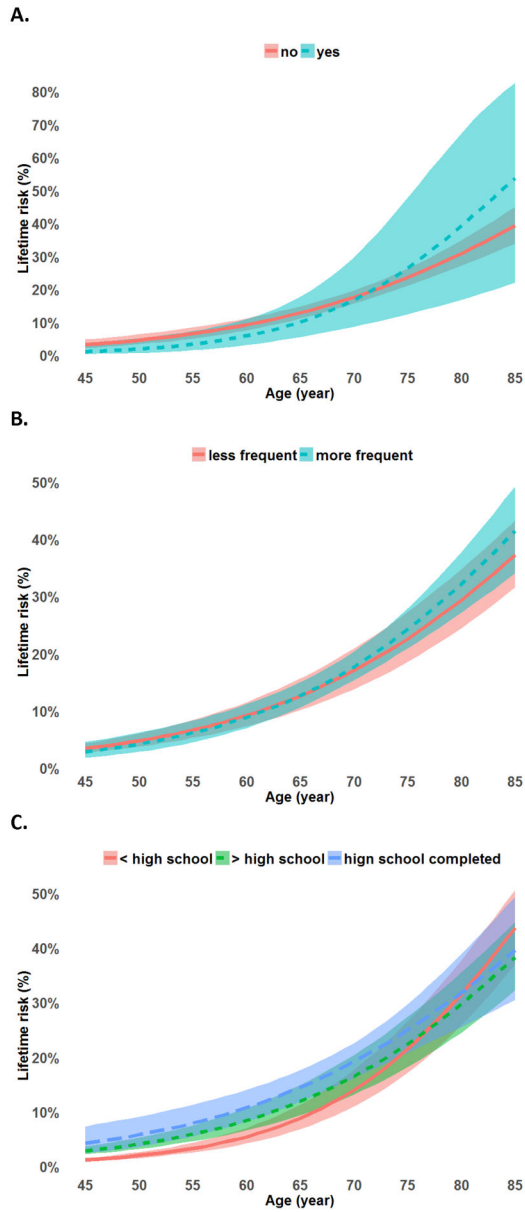 A.
no yes
80%
70%
60%
50%
40%
30%
20%
10%
0%
Lifetime risk (%)
45 50 55 60 65 70 75 80 85
Age (year)
B.
less frequent more frequent
50%
40%
30%
20%
10%
0%
Lifetime risk (%)
45 50 55 60 65 70 75 80 85
Age (year)
C.
< high school > high school hign school completed
50%
40%
30%
20%
10%
0%
Lifetime risk (%)
45 50 55 60 65 70 75 80 85
Age (year)